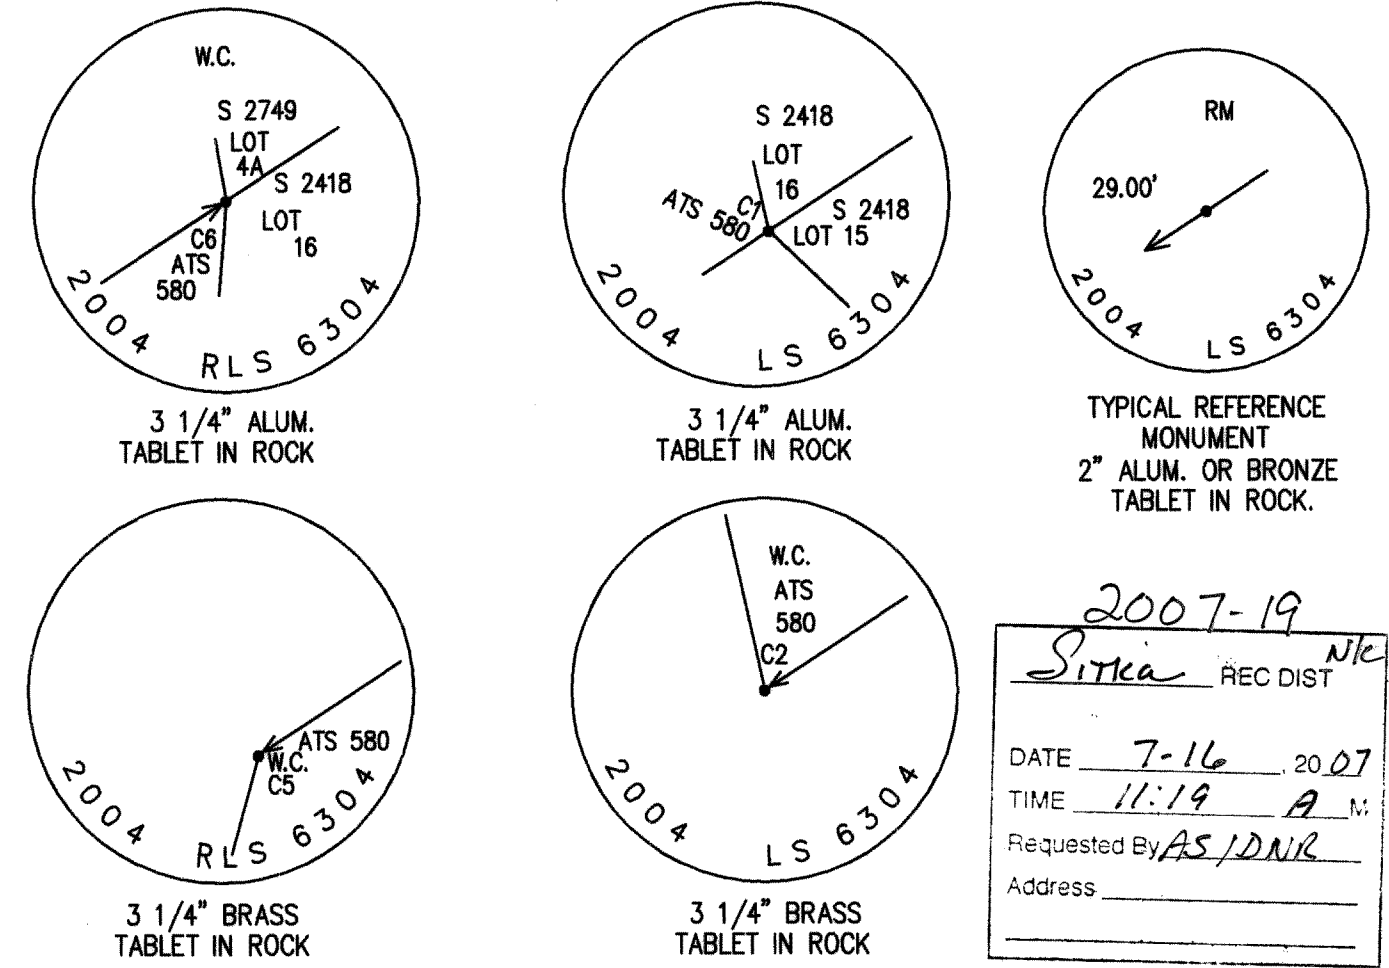 W.C.
S 2749
LOT
4A
S 2418
LOT
16
C6
ATS
580
2004 RLS 6304
3 1/4" ALUM.
TABLET IN ROCK
S 2418
LOT
16
C1
ATS 580
S 2418
LOT 15
2004 LS 6304
3 1/4" ALUM.
TABLET IN ROCK
RM
29.00'
2004 LS 6304
TYPICAL REFERENCE
MONUMENT
2" ALUM. OR BRONZE
TABLET IN ROCK.
ATS 580
W.C.
C5
2004 RLS 6304
3 1/4" BRASS
TABLET IN ROCK
W.C.
ATS
580
C2
2004 LS 6304
3 1/4" BRASS
TABLET IN ROCK
2007-19
Sitka REC DIST N/C
DATE 7-16, 2007
TIME 11:19 A M.
Requested By AS/DNR
Address